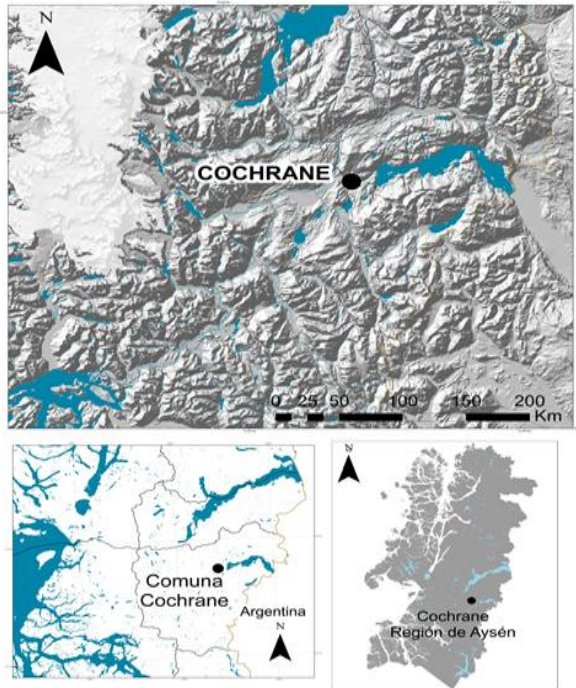 N
COCHRANE
0 25 50 100 150 200
Km
Comuna
Cochrane
Argentina
N
N
Cochrane
Región de Aysén